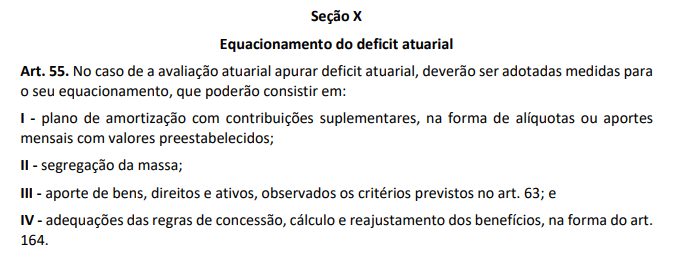 Seção X
Equacionamento do deficit atuarial
Art. 55. No caso de a avaliação atuarial apurar deficit atuarial, deverão ser adotadas medidas para
o seu equacionamento, que poderão consistir em:
I - plano de amortização com contribuições suplementares, na forma de alíquotas ou aportes
mensais com valores preestabelecidos;
II - segregação da massa;
III - aporte de bens, direitos e ativos, observados os critérios previstos no art. 63; e
IV - adequações das regras de concessão, cálculo e reajustamento dos benefícios, na forma do art.
164.